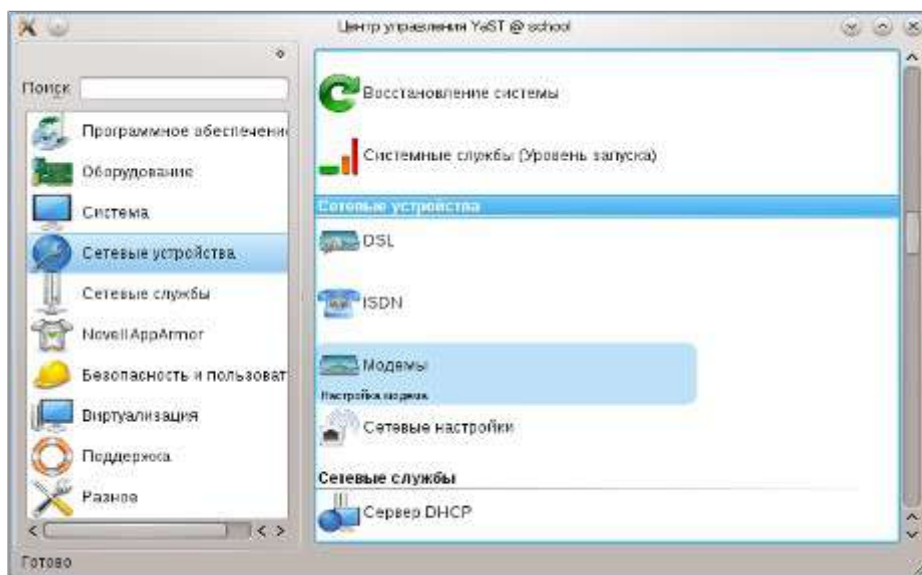 Центр управления YaST @ school
Поиск
Программное обеспечени
Оборудование
Система
Сетевые устройства
Сетевые службы
Novell AppArmor
Безопасность и пользоват
Виртуализация
Поддержка
Разное
Восстановление системы
Системные службы (Уровень запуска)
Сетевые устройства
DSL
ISDN
Модемы
Настройка модема
Сетевые настройки
Сетевые службы
Сервер DHCP
Готово